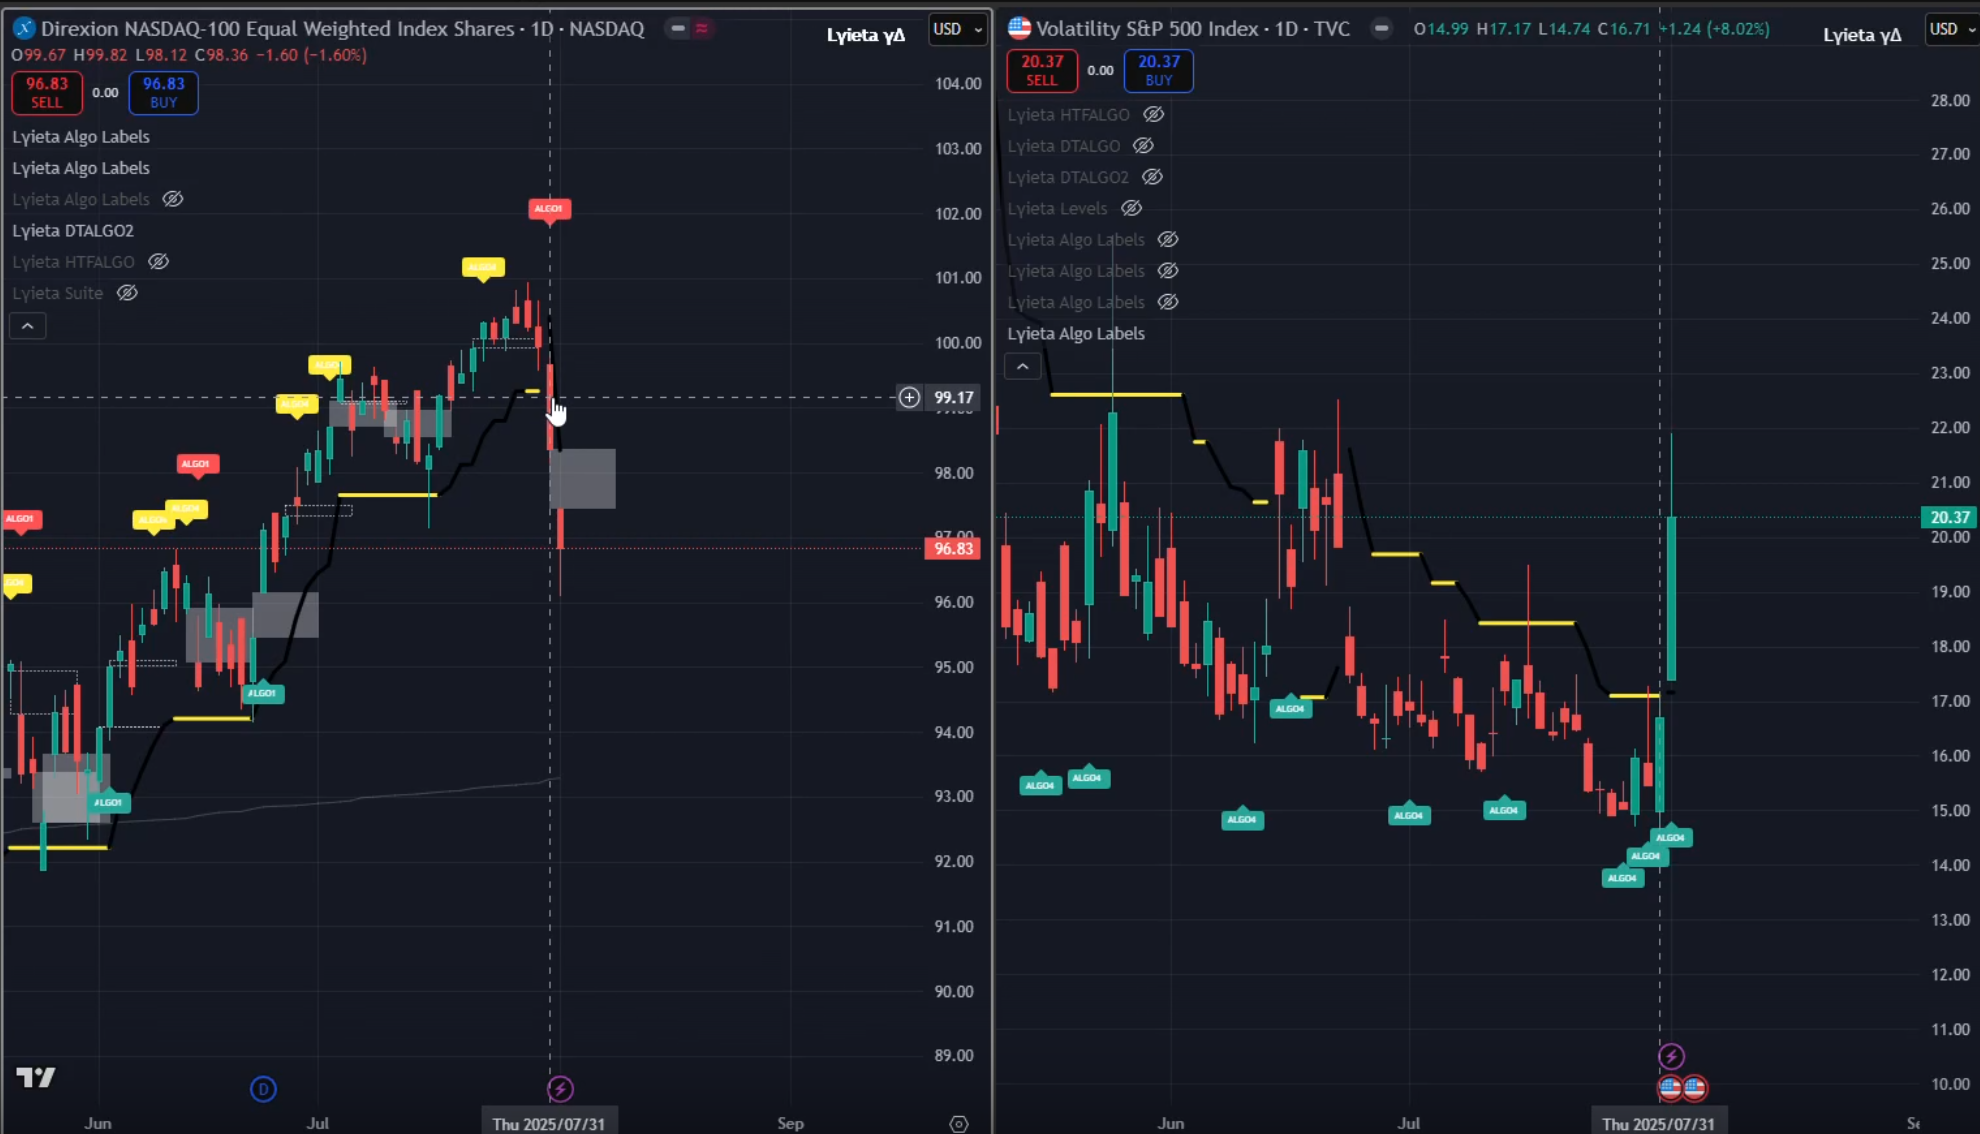 Direxion NASDAQ-100 Equal Weighted Index Shares · 1D · NASDAQ
O99.67 H99.82 L98.12 C98.36 −1.60 (−1.60%)
Lyieta γΔ
USD
96.83
SELL
0.00
96.83
BUY
Lyieta Algo Labels
Lyieta Algo Labels
Lyieta Algo Labels
Lyieta DTALGO2
Lyieta HTFALGO
Lyieta Suite
104.00
103.00
102.00
101.00
100.00
99.17
98.00
96.83
96.00
95.00
94.00
93.00
92.00
91.00
90.00
89.00
ALGO1
ALGO1
ALGO1
ALGO1
ALGO1
D
Jun
Jul
Thu 2025/07/31
Sep
Volatility S&P 500 Index · 1D · TVC
O14.99 H17.17 L14.74 C16.71 +1.24 (+8.02%)
Lyieta γΔ
USD
20.37
SELL
0.00
20.37
BUY
Lyieta HTFALGO
Lyieta DTALGO
Lyieta DTALGO2
Lyieta Levels
Lyieta Algo Labels
Lyieta Algo Labels
Lyieta Algo Labels
Lyieta Algo Labels
28.00
27.00
26.00
25.00
24.00
23.00
22.00
21.00
20.37
20.00
19.00
18.00
17.00
16.00
15.00
14.00
13.00
12.00
11.00
10.00
ALGO4
ALGO4
ALGO4
ALGO4
ALGO4
ALGO4
ALGO4
ALGO4
ALGO4
Jun
Jul
Thu 2025/07/31